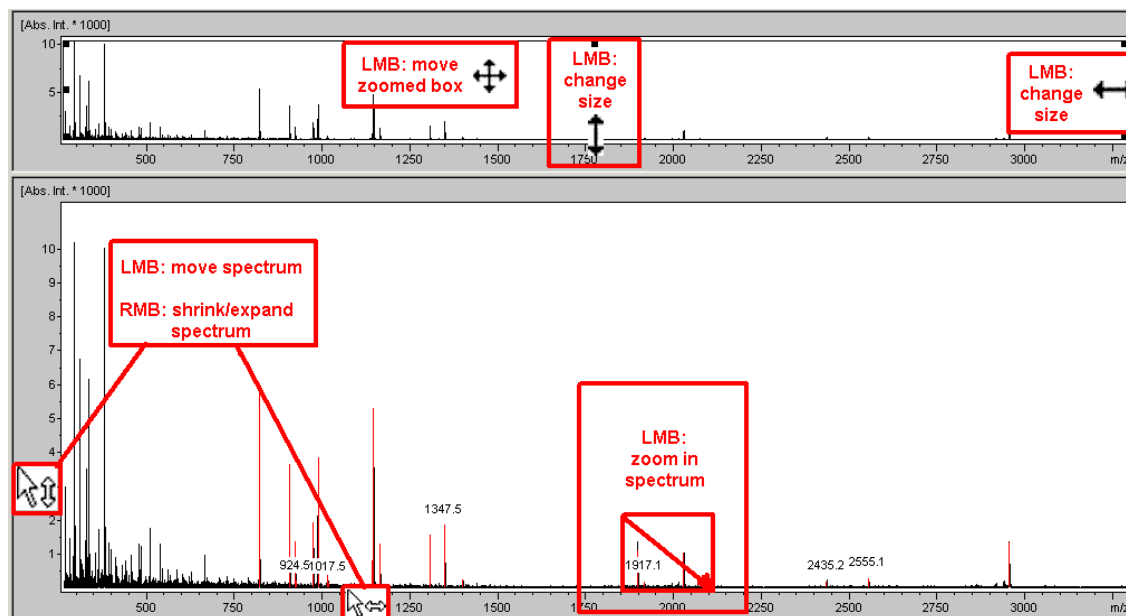 [Abs. Int. * 1000]
10
5
LMB: move
zoomed box
LMB:
change
size
LMB:
change
size
500 750 1000 1250 1500 1750 2000 2250 2500 2750 3000 m/z
[Abs. Int. * 1000]
10
9
8
7
6
5
4
2
1
LMB: move spectrum
RMB: shrink/expand
spectrum
LMB:
zoom in
spectrum
1347.5
924.5 1017.5 1917.1 2435.2 2555.1
500 750 1000 1250 1500 1750 2000 2250 2500 2750 3000 m/z